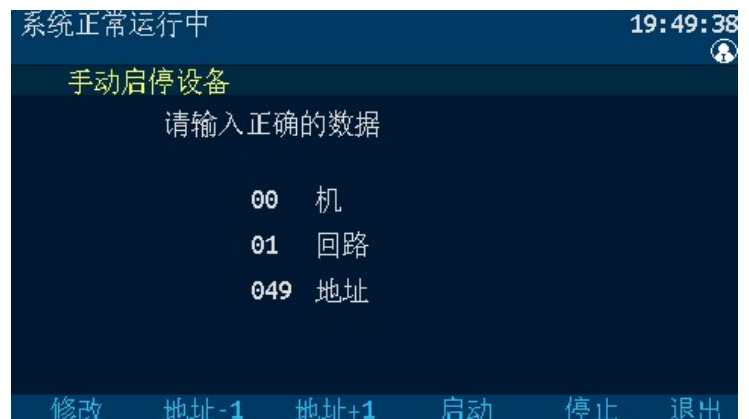 系统正常运行中 19:49:38
手动启停设备
请输入正确的数据
00 机
01 回路
049 地址
修改 地址-1 地址+1 启动 停止 退出